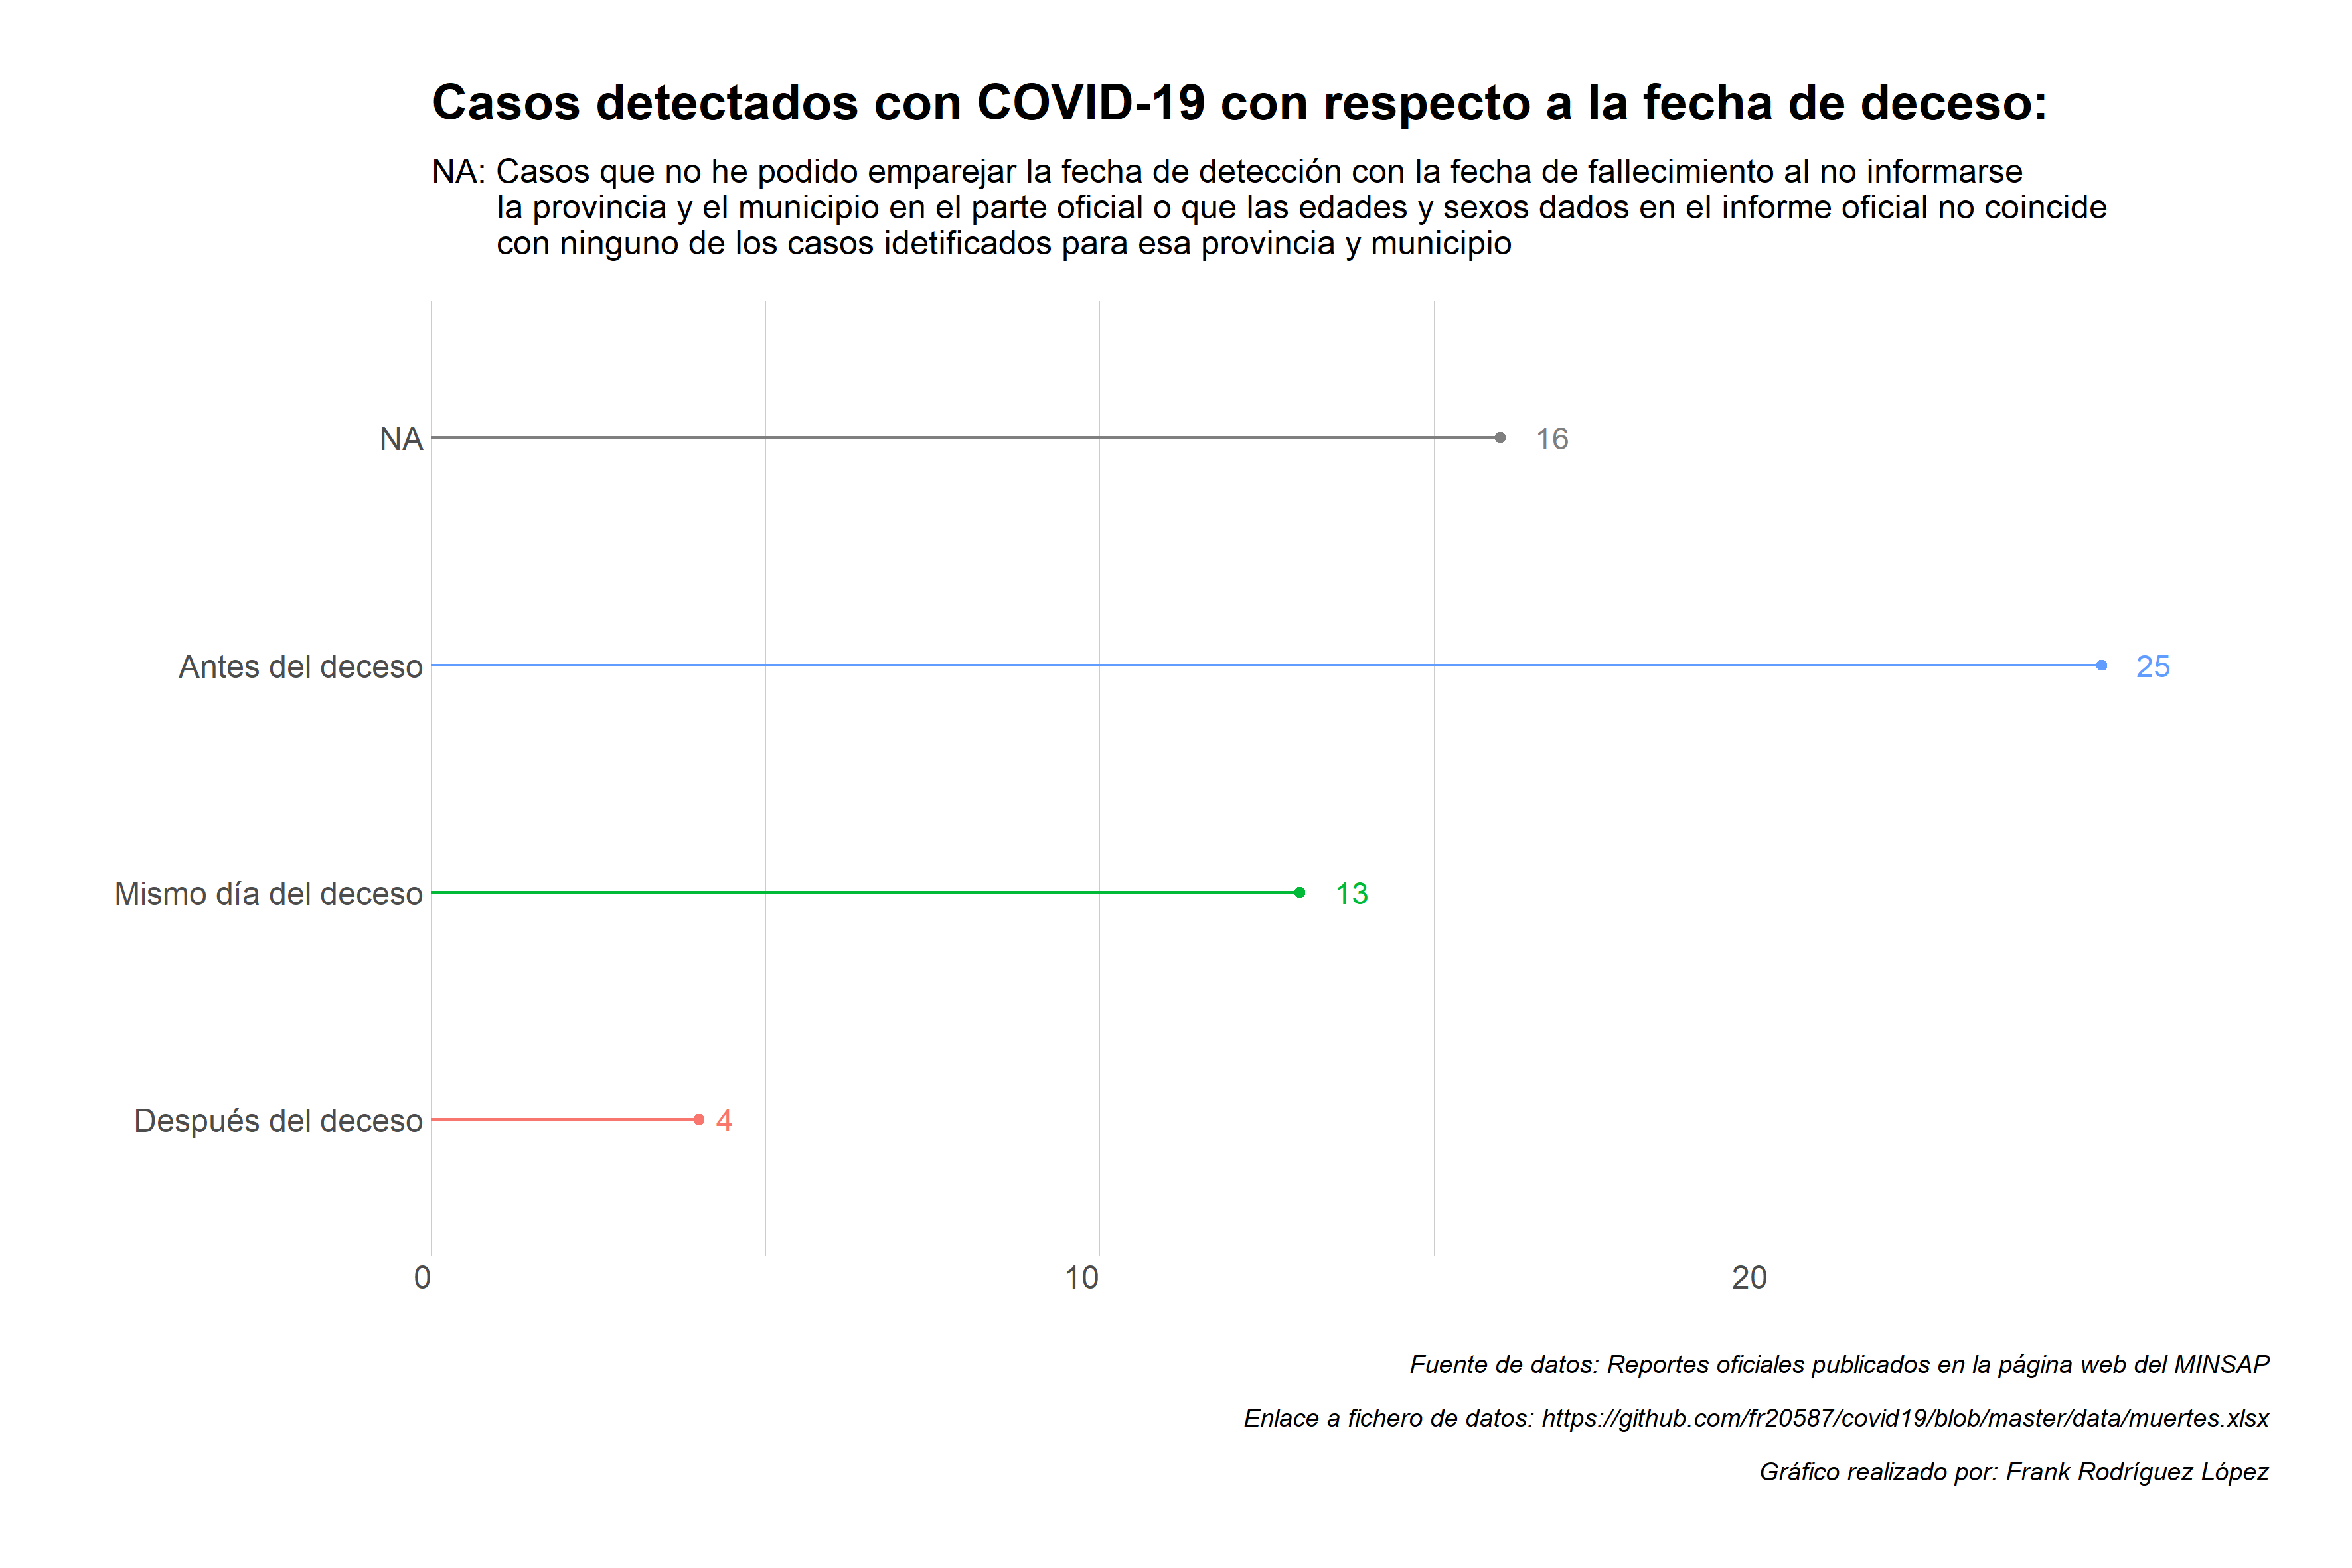 Casos detectados con COVID-19 con respecto a la fecha de deceso:
NA: Casos que no he podido emparejar la fecha de detección con la fecha de fallecimiento al no informarse
la provincia y el municipio en el parte oficial o que las edades y sexos dados en el informe oficial no coincide
con ninguno de los casos idetificados para esa provincia y municipio
NA 16
Antes del deceso 25
Mismo día del deceso 13
Después del deceso 4
0 10 20
Fuente de datos: Reportes oficiales publicados en la página web del MINSAP
Enlace a fichero de datos: https://github.com/fr20587/covid19/blob/master/data/muertes.xlsx
Gráfico realizado por: Frank Rodríguez López